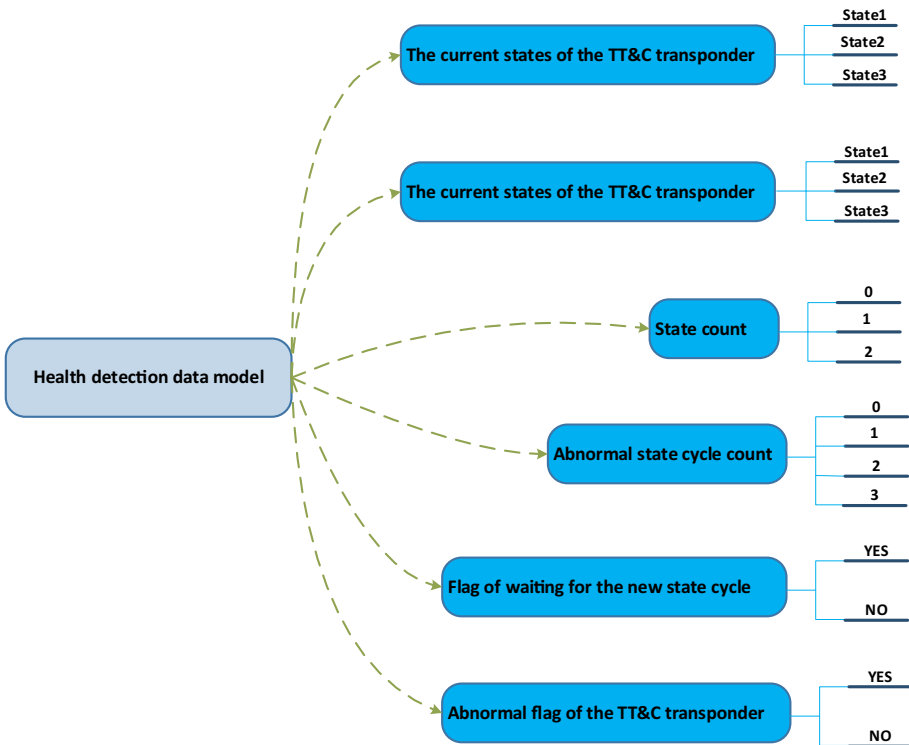 State1
The current states of the TT&C transponder
State2
State3
State1
The current states of the TT&C transponder
State2
State3
0
State count
1
2
Health detection data model
0
1
Abnormal state cycle count
2
3
YES
Flag of waiting for the new state cycle
NO
YES
Abnormal flag of the TT&C transponder
NO